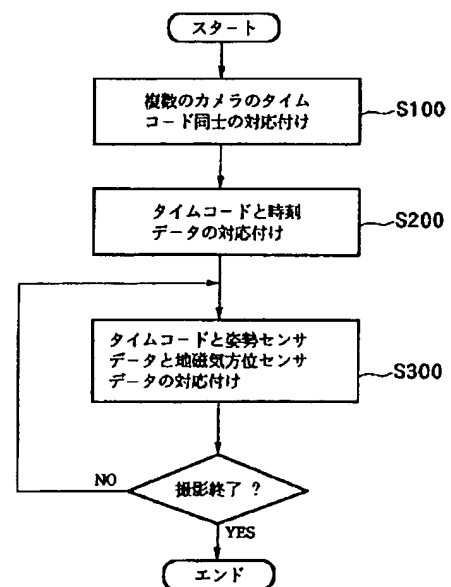 スタート
複数のカメラのタイム
コード同士の対応付け
S100
タイムコードと時刻
データの対応付け
S200
タイムコードと姿勢センサ
データと地磁気方位センサ
データの対応付け
S300
NO
撮影終了 ?
YES
エンド